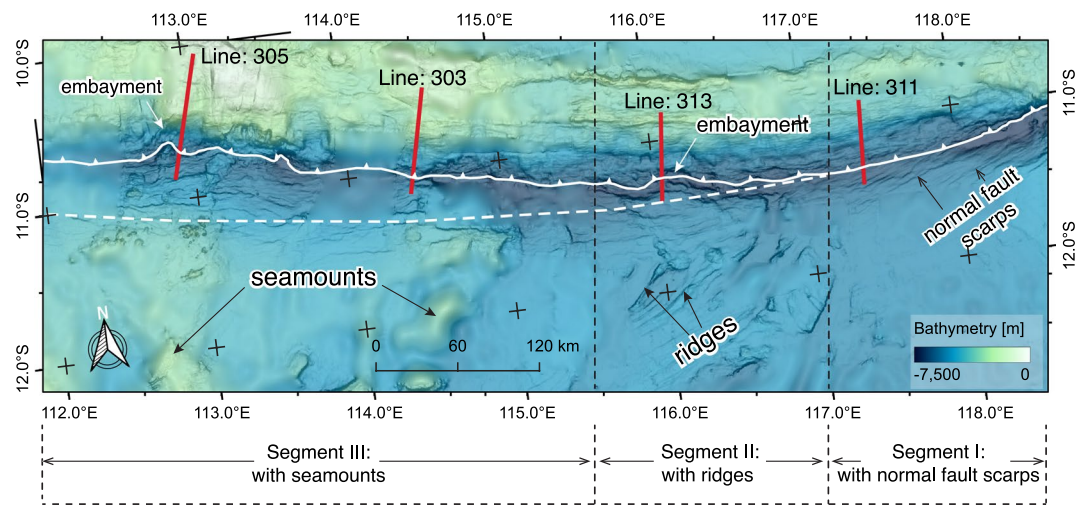 113.0°E 114.0°E 115.0°E 116.0°E 117.0°E 118.0°E
10.0°S
11.0°S
12.0°S
11.0°S
12.0°S
Line: 305
Line: 303
Line: 313
Line: 311
embayment
embayment
normal fault
scarps
seamounts
ridges
N
0 60 120 km
Bathymetry [m]
-7,500 0
112.0°E 113.0°E 114.0°E 115.0°E 116.0°E 117.0°E 118.0°E
Segment III:
with seamounts
Segment II:
with ridges
Segment I:
with normal fault scarps